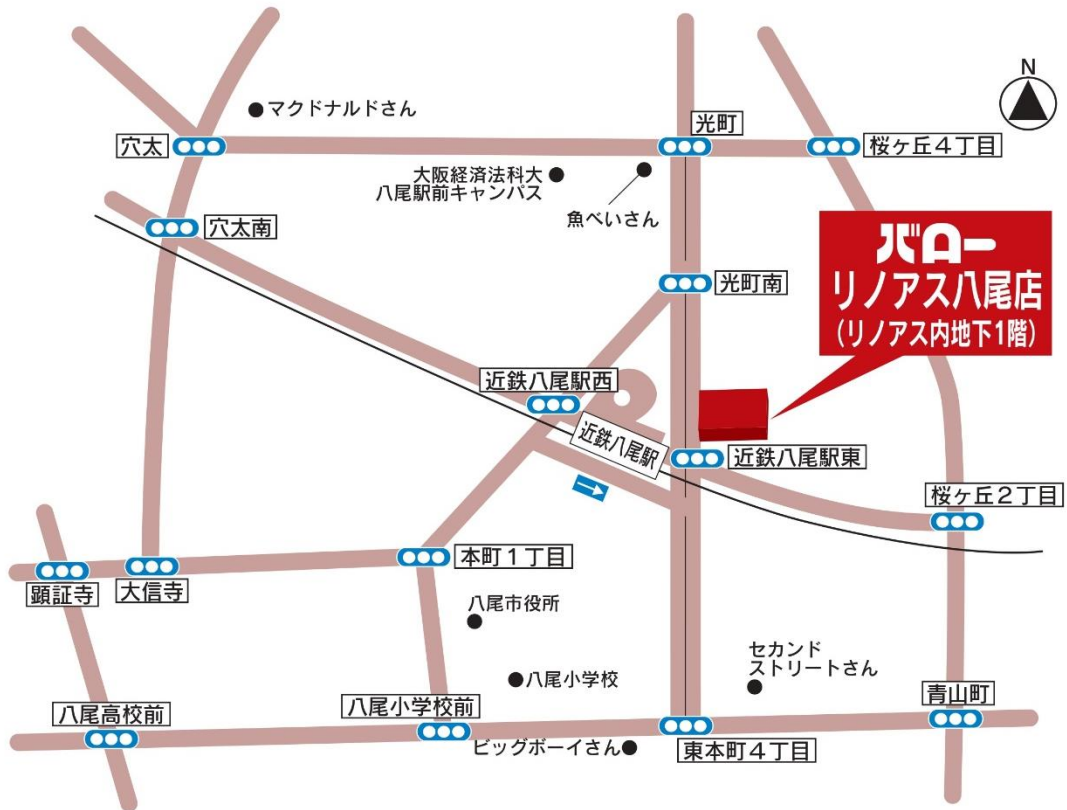 N
マクドナルドさん
穴太
光町
桜ヶ丘4丁目
大阪経済法科大
八尾駅前キャンパス
魚べいさん
穴太南
バロー
リノアス八尾店
(リノアス内地下1階)
光町南
近鉄八尾駅西
近鉄八尾駅
近鉄八尾駅東
桜ヶ丘2丁目
本町1丁目
顕証寺
大信寺
八尾市役所
セカンド
ストリートさん
八尾小学校
八尾高校前
八尾小学校前
青山町
ビッグボーイさん
東本町4丁目